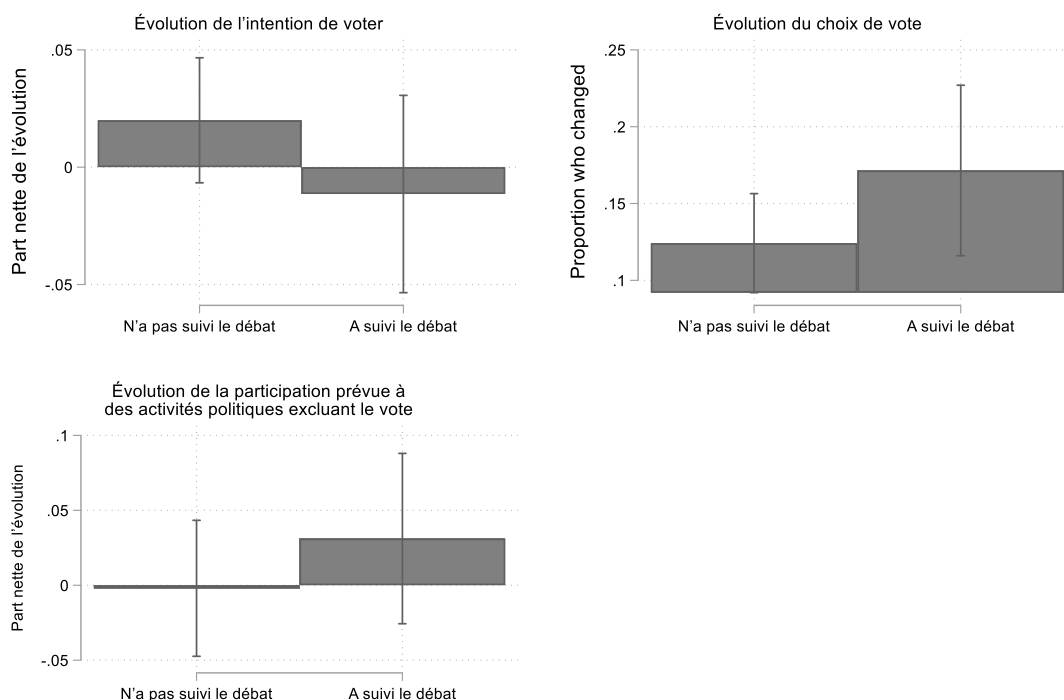 Évolution de l’intention de voter
Part nette de l’évolution
.05
0
-.05
N’a pas suivi le débat
A suivi le débat
Évolution du choix de vote
Proportion who changed
.25
.2
.15
.1
N’a pas suivi le débat
A suivi le débat
Évolution de la participation prévue à
des activités politiques excluant le vote
Part nette de l’évolution
.1
.05
0
-.05
N’a pas suivi le débat
A suivi le débat